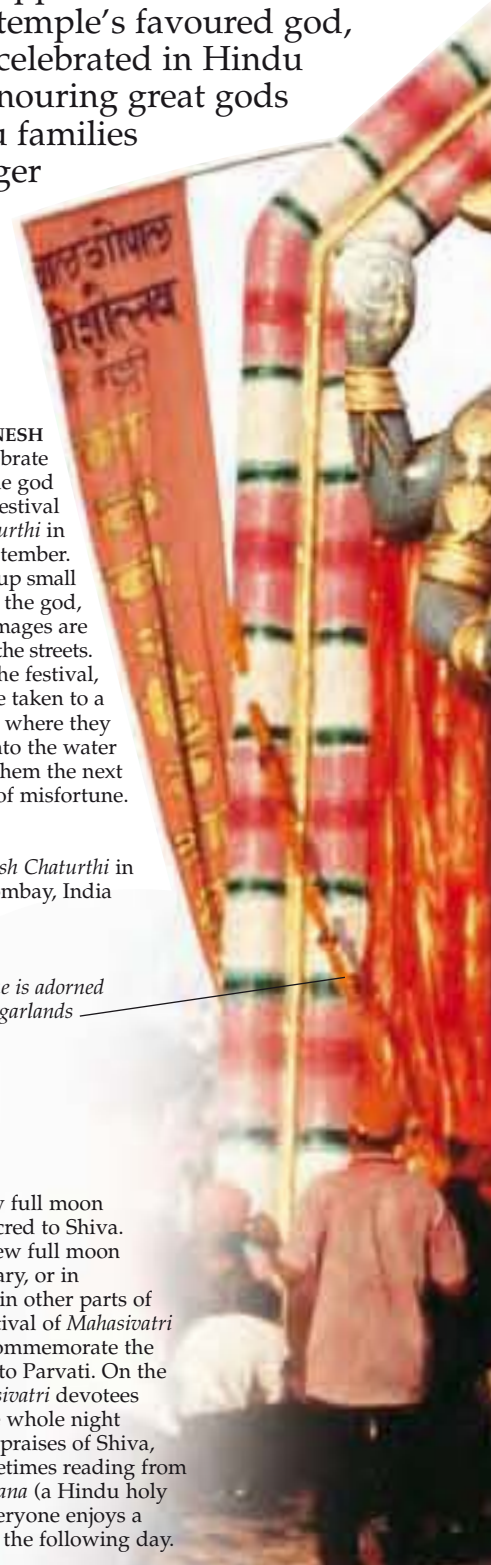 temple’s favoured god,
celebrated in Hindu
nouring great gods
u families
ger
ाल गोपाल
णेशोत्सव
NESH
brate
e god
estival
urthi in
tember.
up small
the god,
mages are
the streets.
he festival,
e taken to a
where they
nto the water
hem the next
of misfortune.
sh Chaturthi in
ombay, India
e is adorned
garlands
w full moon
cred to Shiva.
ew full moon
ary, or in
in other parts of
tival of Mahasivatri
ommemorate the
to Parvati. On the
sivatri devotees
whole night
praises of Shiva,
etimes reading from
ana (a Hindu holy
eryone enjoys a
the following day.